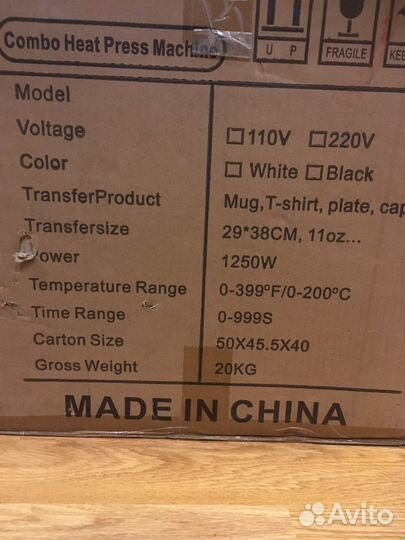 Combo Heat Press Machine
UP
FRAGILE
Model
Voltage □110V □220V
Color □ White □Black
TransferProduct Mug,T-shirt, plate, cap
Transfersize 29*38CM, 11oz...
ower 1250W
Temperature Range 0-399°F/0-200°C
Time Range 0-999S
Carton Size 50X45.5X40
Gross Weight 20KG
MADE IN CHINA
Avito